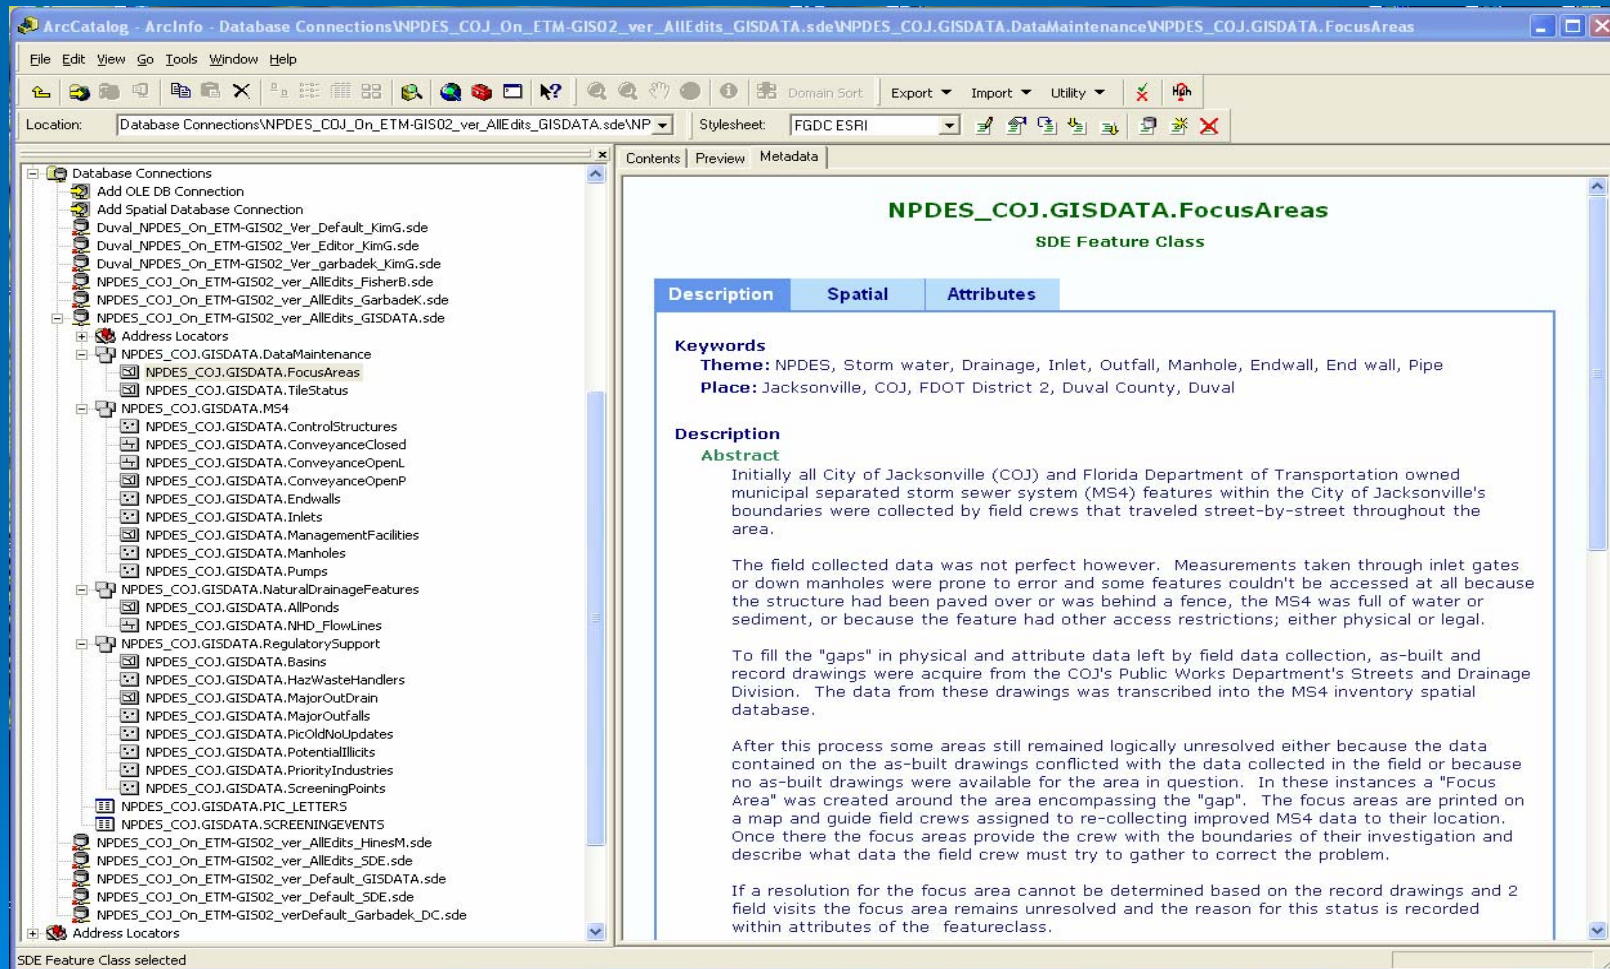 ArcCatalog - ArcInfo - Database Connections\NPDES_COJ_On_ETM-GIS02_ver_AllEdits_GISDATA.sde\NPDES_COJ.GISDATA.DataMaintenance\NPDES_COJ.GISDATA.FocusAreas
File Edit View Go Tools Window Help
Domain Sort Export Import Utility
Location: Database Connections\NPDES_COJ_On_ETM-GIS02_ver_AllEdits_GISDATA.sde\NP Stylesheet: FGDC ESRI
Database Connections
Add OLE DB Connection
Add Spatial Database Connection
Duval_NPDES_On_ETM-GIS02_Ver_Default_KimG.sde
Duval_NPDES_On_ETM-GIS02_Ver_Editor_KimG.sde
Duval_NPDES_On_ETM-GIS02_Ver_garbadek_KimG.sde
NPDES_COJ_On_ETM-GIS02_ver_AllEdits_FisherB.sde
NPDES_COJ_On_ETM-GIS02_ver_AllEdits_GarbadeK.sde
NPDES_COJ_On_ETM-GIS02_ver_AllEdits_GISDATA.sde
Address Locators
NPDES_COJ.GISDATA.DataMaintenance
NPDES_COJ.GISDATA.FocusAreas
NPDES_COJ.GISDATA.TileStatus
NPDES_COJ.GISDATA.MS4
NPDES_COJ.GISDATA.ControlStructures
NPDES_COJ.GISDATA.ConveyanceClosed
NPDES_COJ.GISDATA.ConveyanceOpenL
NPDES_COJ.GISDATA.ConveyanceOpenP
NPDES_COJ.GISDATA.Endwalls
NPDES_COJ.GISDATA.Inlets
NPDES_COJ.GISDATA.ManagementFacilities
NPDES_COJ.GISDATA.Manholes
NPDES_COJ.GISDATA.Pumps
NPDES_COJ.GISDATA.NaturalDrainageFeatures
NPDES_COJ.GISDATA.AllPonds
NPDES_COJ.GISDATA.NHD_FlowLines
NPDES_COJ.GISDATA.RegulatorySupport
NPDES_COJ.GISDATA.Basins
NPDES_COJ.GISDATA.HazWasteHandlers
NPDES_COJ.GISDATA.MajorOutDrain
NPDES_COJ.GISDATA.MajorOutfalls
NPDES_COJ.GISDATA.PicOldNoUpdates
NPDES_COJ.GISDATA.PotentialIllicits
NPDES_COJ.GISDATA.PriorityIndustries
NPDES_COJ.GISDATA.ScreeningPoints
NPDES_COJ.GISDATA.PIC_LETTERS
NPDES_COJ.GISDATA.SCREENINGEVENTS
NPDES_COJ_On_ETM-GIS02_ver_AllEdits_HinesM.sde
NPDES_COJ_On_ETM-GIS02_ver_AllEdits_SDE.sde
NPDES_COJ_On_ETM-GIS02_ver_Default_GISDATA.sde
NPDES_COJ_On_ETM-GIS02_ver_Default_SDE.sde
NPDES_COJ_On_ETM-GIS02_verDefault_Garbadek_DC.sde
Address Locators
Contents Preview Metadata
NPDES_COJ.GISDATA.FocusAreas
SDE Feature Class
Description Spatial Attributes
Keywords
Theme: NPDES, Storm water, Drainage, Inlet, Outfall, Manhole, Endwall, End wall, Pipe
Place: Jacksonville, COJ, FDOT District 2, Duval County, Duval
Description
Abstract
Initially all City of Jacksonville (COJ) and Florida Department of Transportation owned
municipal separated storm sewer system (MS4) features within the City of Jacksonville's
boundaries were collected by field crews that traveled street-by-street throughout the
area.
The field collected data was not perfect however. Measurements taken through inlet gates
or down manholes were prone to error and some features couldn't be accessed at all because
the structure had been paved over or was behind a fence, the MS4 was full of water or
sediment, or because the feature had other access restrictions; either physical or legal.
To fill the "gaps" in physical and attribute data left by field data collection, as-built and
record drawings were acquire from the COJ's Public Works Department's Streets and Drainage
Division. The data from these drawings was transcribed into the MS4 inventory spatial
database.
After this process some areas still remained logically unresolved either because the data
contained on the as-built drawings conflicted with the data collected in the field or because
no as-built drawings were available for the area in question. In these instances a "Focus
Area" was created around the area encompassing the "gap". The focus areas are printed on
a map and guide field crews assigned to re-collecting improved MS4 data to their location.
Once there the focus areas provide the crew with the boundaries of their investigation and
describe what data the field crew must try to gather to correct the problem.
If a resolution for the focus area cannot be determined based on the record drawings and 2
field visits the focus area remains unresolved and the reason for this status is recorded
within attributes of the featureclass.
SDE Feature Class selected